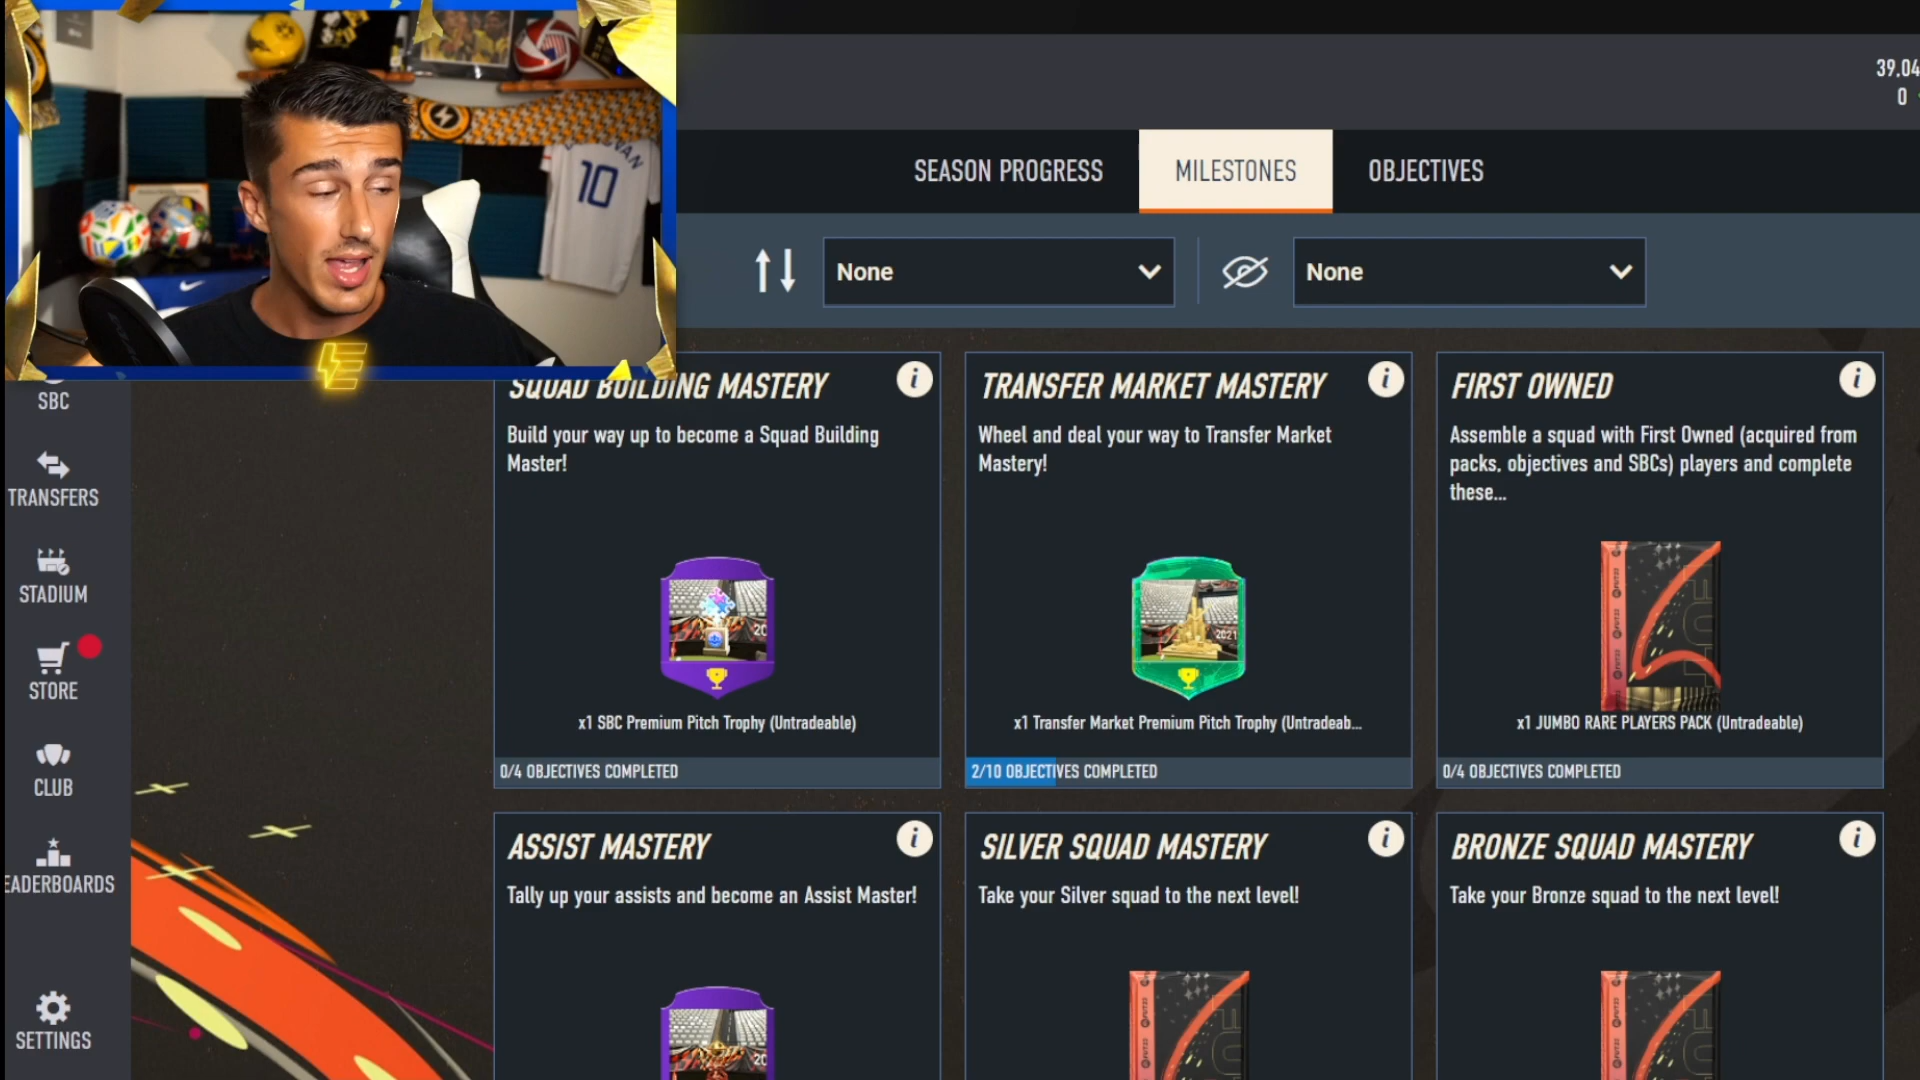 39.04
0
SEASON PROGRESS
MILESTONES
OBJECTIVES
None
None
10
SBC
TRANSFERS
STADIUM
STORE
CLUB
EADERBOARDS
SETTINGS
SQUAD BUILDING MASTERY
Build your way up to become a Squad Building
Master!
x1 SBC Premium Pitch Trophy (Untradeable)
0/4 OBJECTIVES COMPLETED
TRANSFER MARKET MASTERY
Wheel and deal your way to Transfer Market
Mastery!
2021
x1 Transfer Market Premium Pitch Trophy (Untradeab...
2/10 OBJECTIVES COMPLETED
FIRST OWNED
Assemble a squad with First Owned (acquired from
packs, objectives and SBCs) players and complete
these...
x1 JUMBO RARE PLAYERS PACK (Untradeable)
0/4 OBJECTIVES COMPLETED
ASSIST MASTERY
Tally up your assists and become an Assist Master!
SILVER SQUAD MASTERY
Take your Silver squad to the next level!
BRONZE SQUAD MASTERY
Take your Bronze squad to the next level!